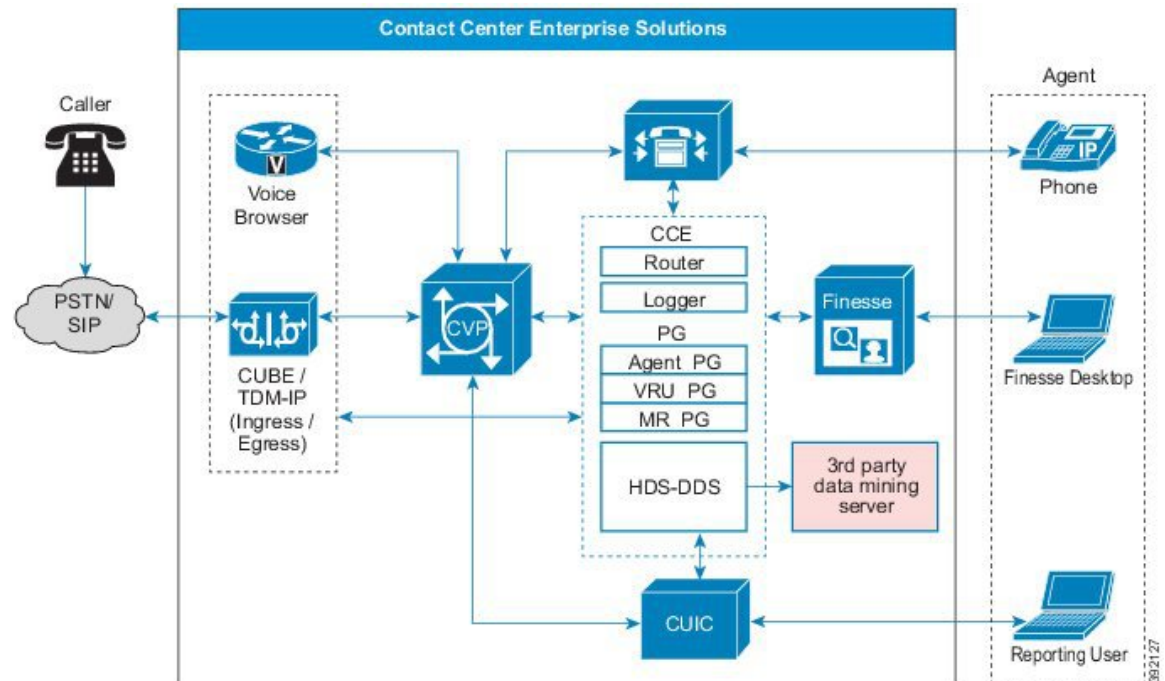 Contact Center Enterprise Solutions
Caller
PSTN/
SIP
V
Voice
Browser
CUBE /
TDM-IP
(Ingress /
Egress)
CVP
CCE
Router
Logger
PG
Agent PG
VRU PG
MR PG
HDS-DDS
3rd party
data mining
server
CUIC
Finesse
Agent
IP
Phone
Finesse Desktop
Reporting User
392127